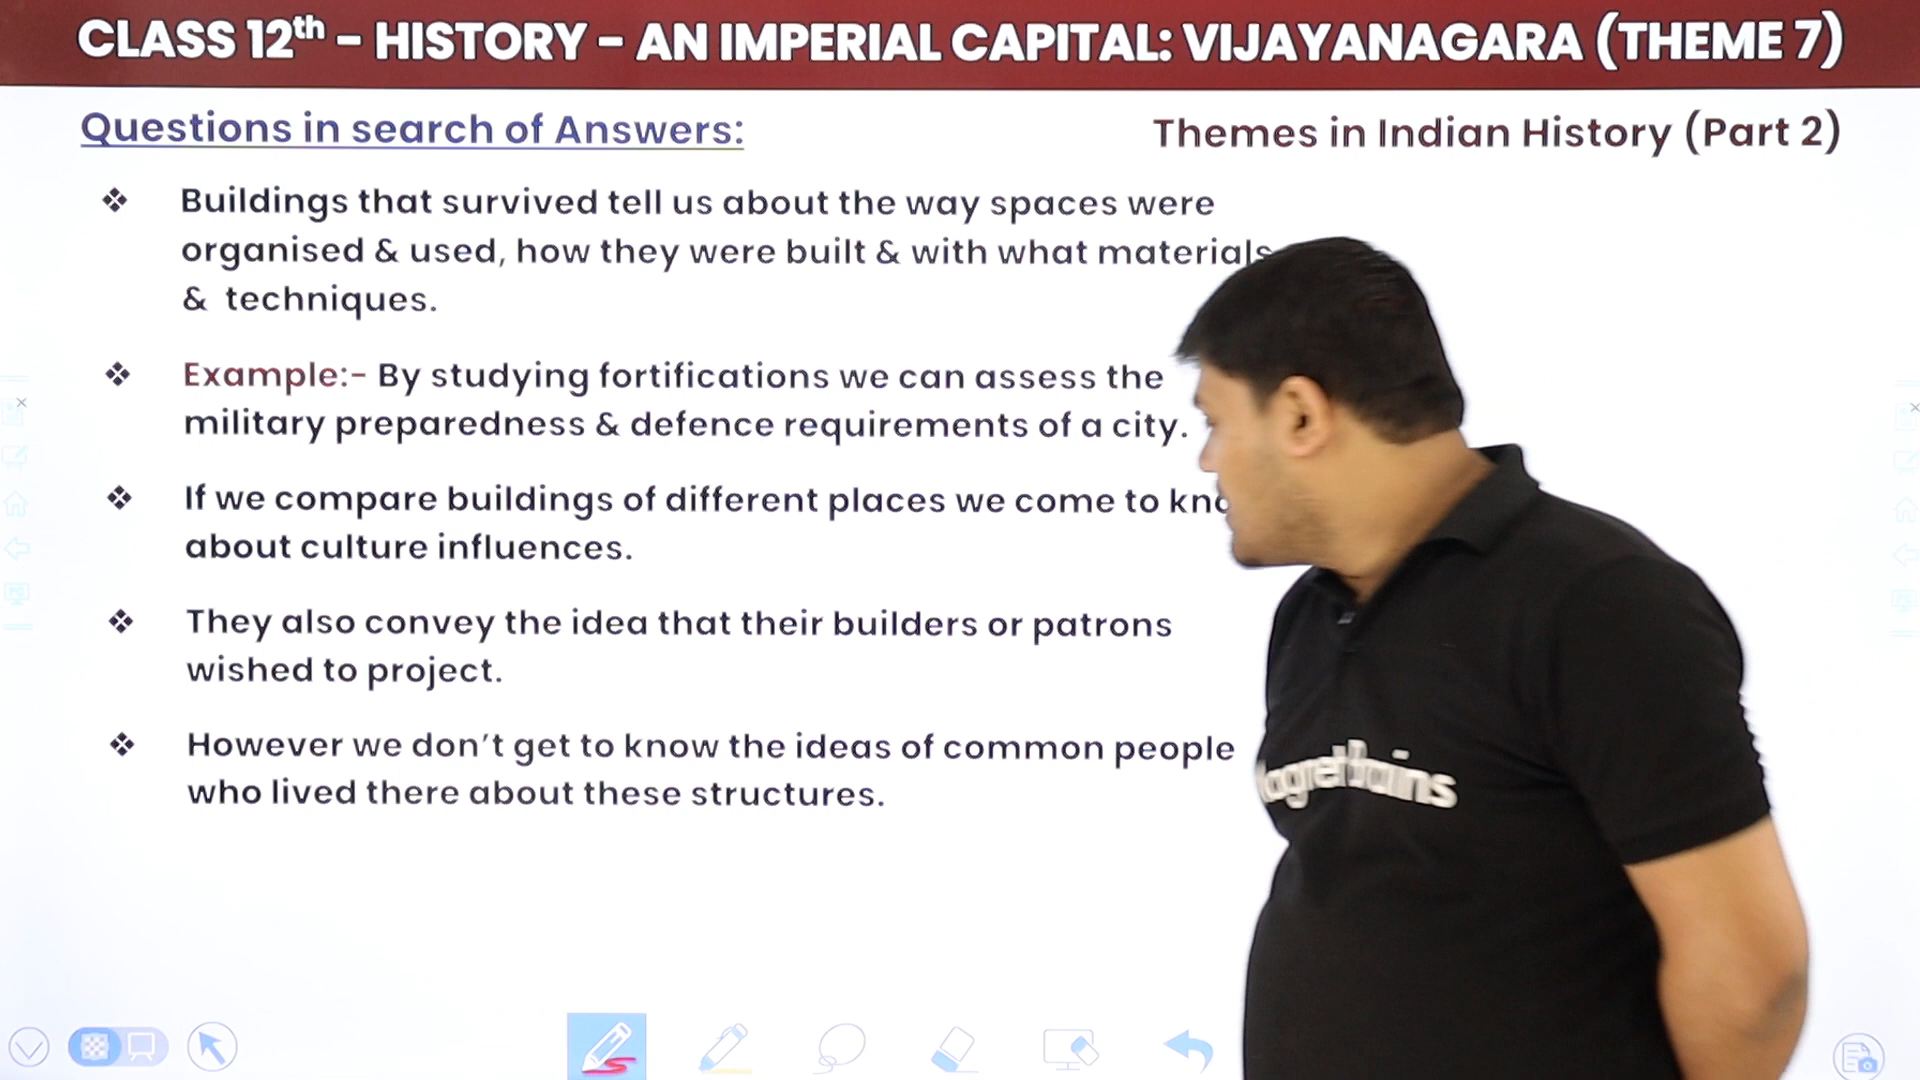 CLASS 12th - HISTORY - AN IMPERIAL CAPITAL: VIJAYANAGARA (THEME 7)
Questions in search of Answers:
Themes in Indian History (Part 2)
❖ Buildings that survived tell us about the way spaces were
organised & used, how they were built & with what materials
& techniques.
❖ Example:- By studying fortifications we can assess the
military preparedness & defence requirements of a city.
❖ If we compare buildings of different places we come to
about culture influences.
❖ They also convey the idea that their builders or patrons
wished to project.
❖ However we don't get to know the ideas of common people
who lived there about these structures.
Brains